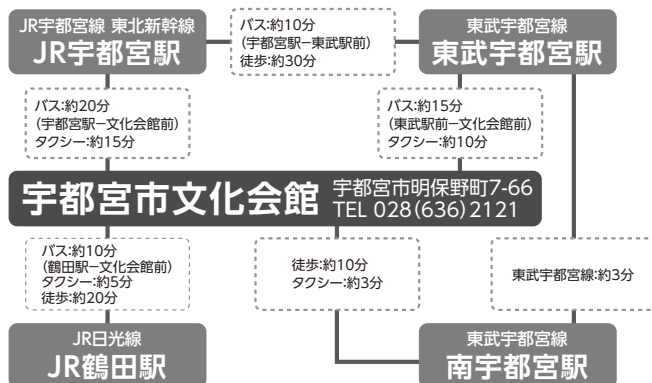 JR宇都宮線 東北新幹線
JR宇都宮駅
バス：約10分
（宇都宮駅−東武駅前）
徒歩：約30分
東武宇都宮線
東武宇都宮駅
バス：約20分
（宇都宮駅−文化会館前）
タクシー：約15分
バス：約15分
（東武駅前−文化会館前）
タクシー：約10分
宇都宮市文化会館
宇都宮市明保野町7-66
TEL 028（636）2121
バス：約10分
（鶴田駅−文化会館前）
タクシー：約5分
徒歩：約20分
徒歩：約10分
タクシー：約3分
東武宇都宮線：約3分
JR日光線
JR鶴田駅
東武宇都宮線
南宇都宮駅